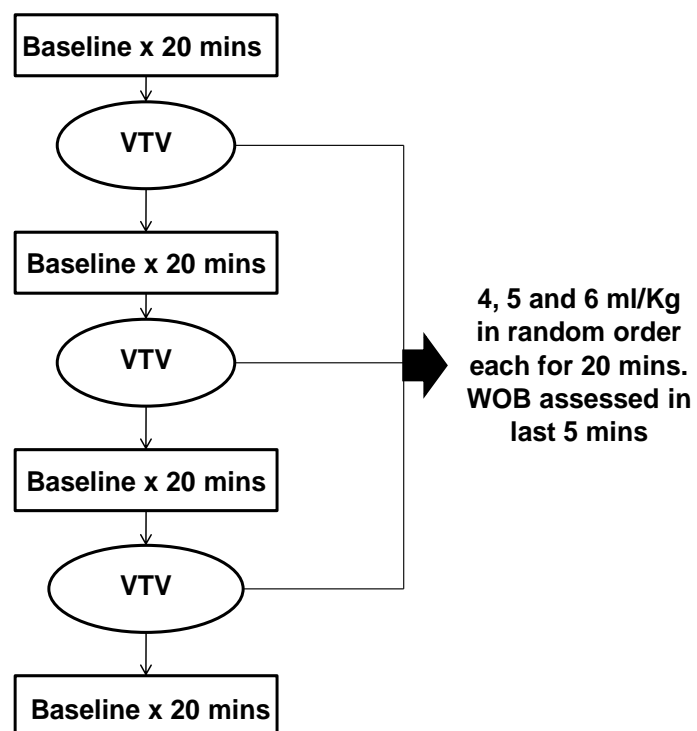 Baseline x 20 mins
VTV
Baseline x 20 mins
VTV
Baseline x 20 mins
VTV
Baseline x 20 mins
4, 5 and 6 ml/Kg
in random order
each for 20 mins.
WOB assessed in
last 5 mins